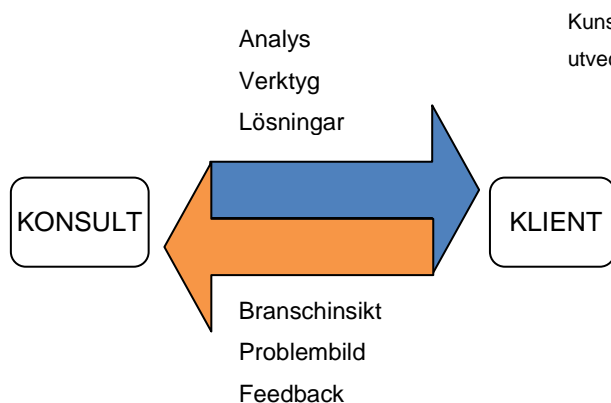 Analys
Verktyg
Lösningar
KONSULT
KLIENT
Branschinsikt
Problembild
Feedback